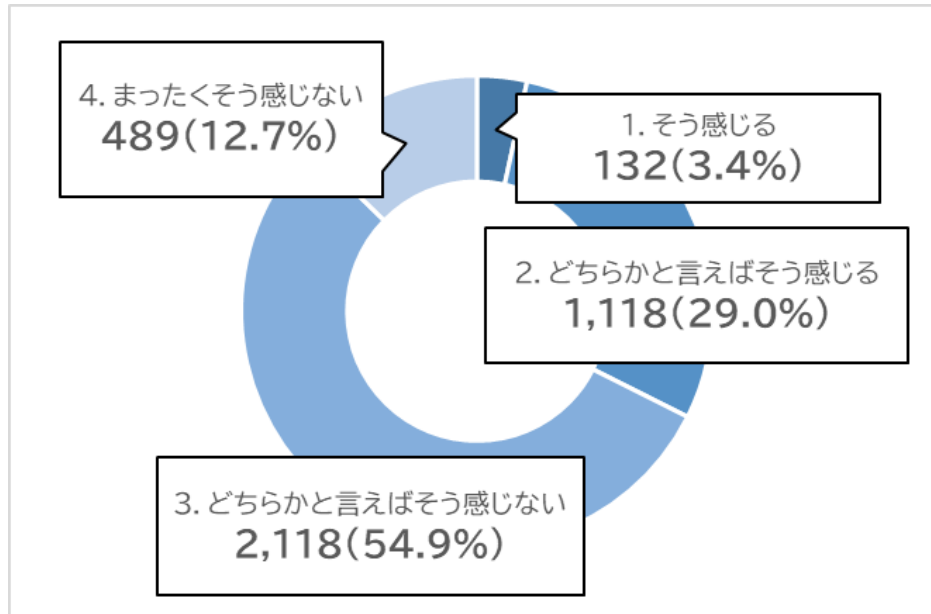 4. まったくそう感じない
489(12.7%)
1. そう感じる
132(3.4%)
2. どちらかと言えばそう感じる
1,118(29.0%)
3. どちらかと言えばそう感じない
2,118(54.9%)